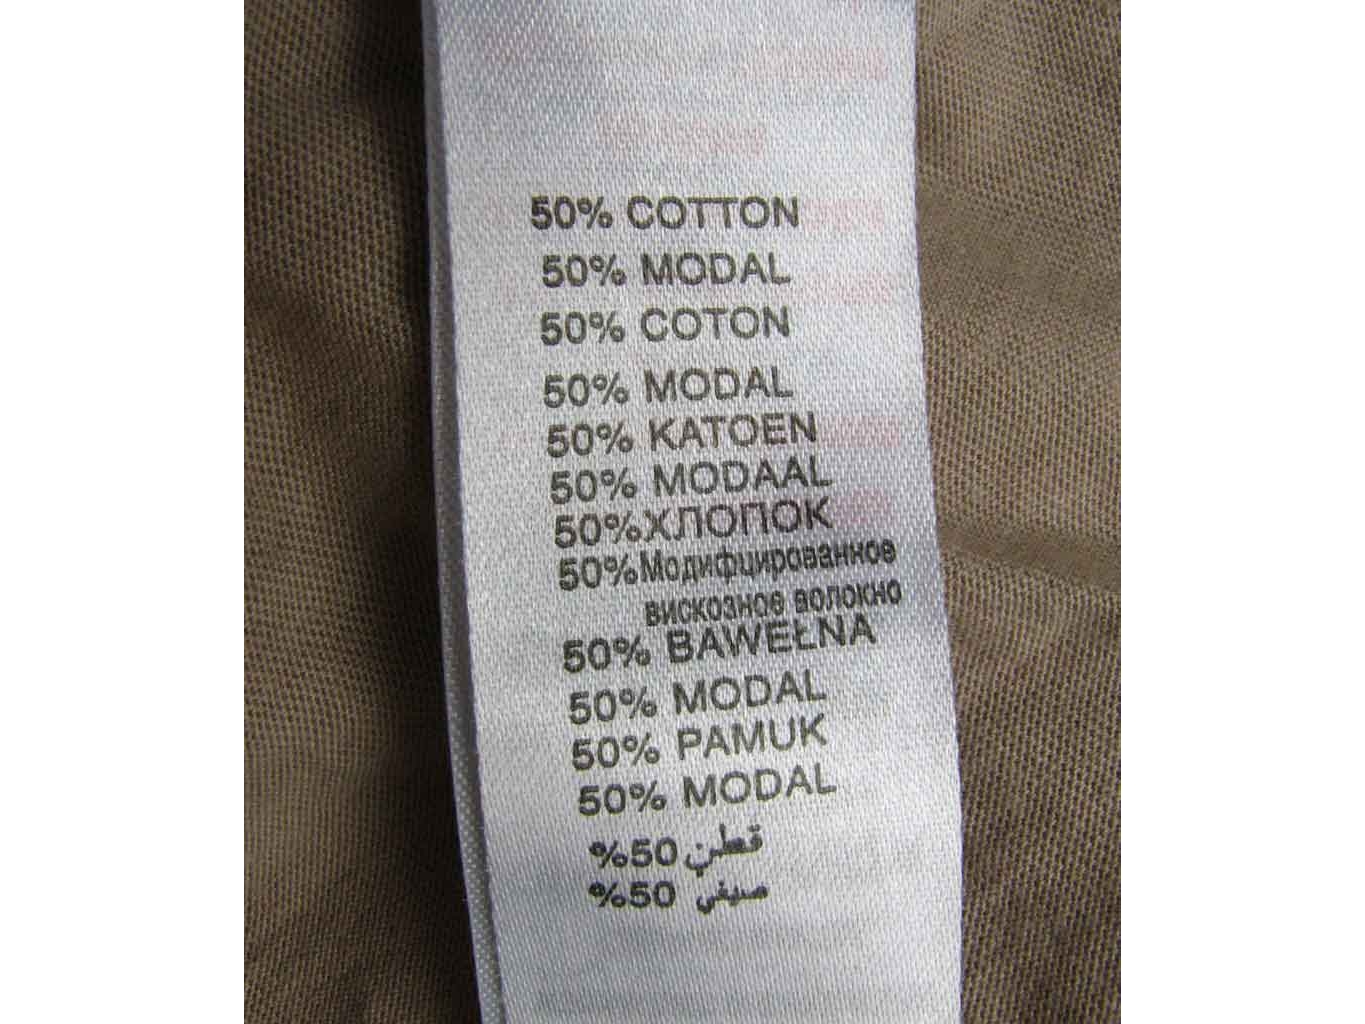 50% COTTON
50% MODAL
50% COTON
50% MODAL
50% KATOEN
50% MODAAL
50%ХЛОПОК
50%Модифцированное
вискозное волокно
50% BAWEŁNA
50% MODAL
50% PAMUK
50% MODAL
%50 قطن
%50 صيفي